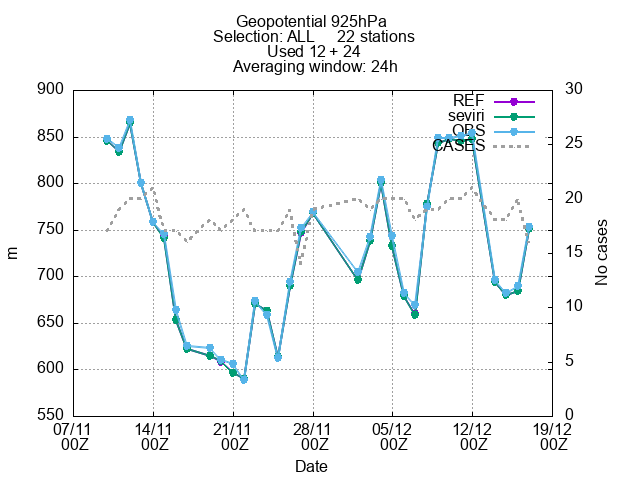 Geopotential 925hPa
Selection: ALL 22 stations
Used 12 + 24
Averaging window: 24h
900
850
800
750
700
650
600
550
30
25
20
15
10
5
0
m
No cases
REF
seviri
OBS
CASES
07/11 14/11 21/11 28/11 05/12 12/12 19/12
00Z 00Z 00Z 00Z 00Z 00Z 00Z
Date